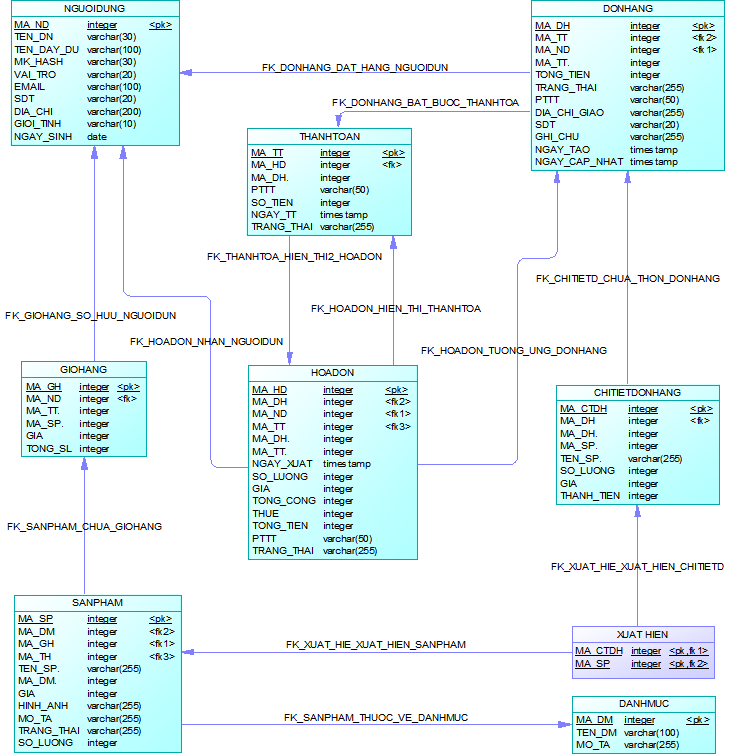 NGUOIDUNG
MA_ND integer <pk>
TEN_DN varchar(30)
TEN_DAY_DU varchar(100)
MK_HASH varchar(30)
VAI_TRO varchar(20)
EMAIL varchar(100)
SDT varchar(20)
DIA_CHI varchar(200)
GIOI_TINH varchar(10)
NGAY_SINH date
DONHANG
MA_DH integer <pk>
MA_TT integer <fk2>
MA_ND integer <fk1>
MA_TT. integer
TONG_TIEN integer
TRANG_THAI varchar(255)
PTTT varchar(50)
DIA_CHI_GIAO varchar(255)
SDT varchar(20)
GHI_CHU varchar(255)
NGAY_TAO timestamp
NGAY_CAP_NHAT timestamp
FK_DONHANG_DAT_HANG_NGUOIDUN
FK_DONHANG_BAT_BUOC_THANHTOA
THANHTOAN
MA_TT integer <pk>
MA_HD integer <fk>
MA_DH. integer
PTTT varchar(50)
SO_TIEN integer
NGAY_TT timestamp
TRANG_THAI varchar(255)
FK_THANHTOA_HIEN_THI2_HOADON
FK_CHITIETD_CHUA_THON_DONHANG
FK_HOADON_HIEN_THI_THANHTOA
FK_GIOHANG_SO_HUU_NGUOIDUN
FK_HOADON_NHAN_NGUOIDUN
FK_HOADON_TUONG_UNG_DONHANG
GIOHANG
MA_GH integer <pk>
MA_ND integer <fk>
MA_TT. integer
MA_SP. integer
GIA integer
TONG_SL integer
HOADON
MA_HD integer <pk>
MA_DH integer <fk2>
MA_ND integer <fk1>
MA_TT integer <fk3>
MA_DH. integer
MA_TT. integer
NGAY_XUAT timestamp
SO_LUONG integer
GIA integer
TONG_CONG integer
THUE integer
TONG_TIEN integer
PTTT varchar(50)
TRANG_THAI varchar(255)
CHITIETDONHANG
MA_CTDH integer <pk>
MA_DH integer <fk>
MA_DH. integer
MA_SP. integer
TEN_SP. varchar(255)
SO_LUONG integer
GIA integer
THANH_TIEN integer
FK_SANPHAM_CHUA_GIOHANG
FK_XUAT_HIE_XUAT_HIEN_CHITIETD
SANPHAM
MA_SP integer <pk>
MA_DM integer <fk2>
MA_GH integer <fk1>
MA_TH integer <fk3>
TEN_SP. varchar(255)
MA_DM. integer
GIA integer
HINH_ANH varchar(255)
MO_TA varchar(255)
TRANG_THAI varchar(255)
SO_LUONG integer
FK_XUAT_HIE_XUAT_HIEN_SANPHAM
XUAT HIEN
MA_CTDH integer <pk,fk1>
MA_SP integer <pk,fk2>
FK_SANPHAM_THUOC_VE_DANHMUC
DANHMUC
MA_DM integer <pk>
TEN_DM varchar(100)
MO_TA varchar(255)